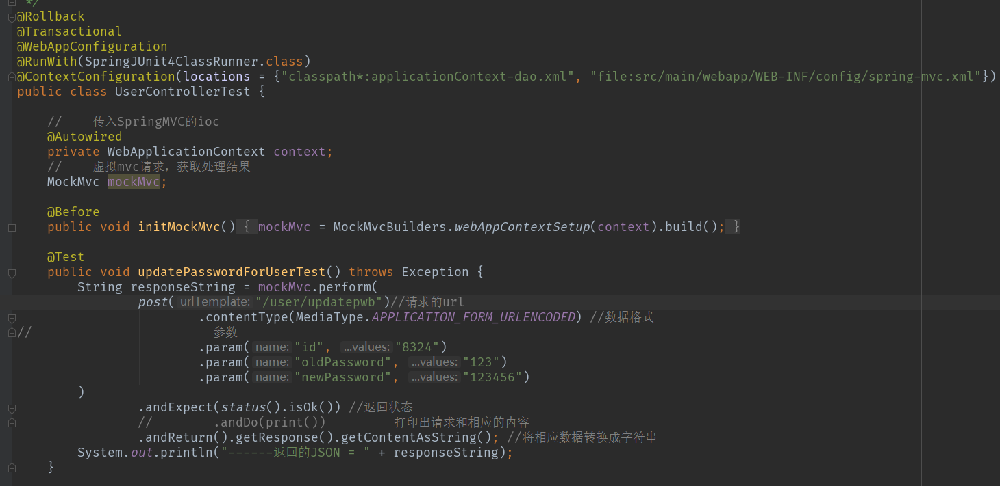 */
@Rollback
@Transactional
@WebAppConfiguration
@RunWith(SpringJUnit4ClassRunner.class)
@ContextConfiguration(locations = {"classpath*:applicationContext-dao.xml", "file:src/main/webapp/WEB-INF/config/spring-mvc.xml"})
public class UserControllerTest {
//    传入SpringMVC的ioc
@Autowired
private WebApplicationContext context;
//    虚拟mvc请求，获取处理结果
MockMvc mockMvc;
@Before
public void initMockMvc() { mockMvc = MockMvcBuilders.webAppContextSetup(context).build(); }
@Test
public void updatePasswordForUserTest() throws Exception {
String responseString = mockMvc.perform(
post( urlTemplate: "/user/updatepwb")//请求的url
.contentType(MediaType.APPLICATION_FORM_URLENCODED) //数据格式
//                        参数
.param( name: "id", ...values: "8324")
.param( name: "oldPassword", ...values: "123")
.param( name: "newPassword", ...values: "123456")
)
.andExpect(status().isOk()) //返回状态
//        .andDo(print())         打印出请求和相应的内容
.andReturn().getResponse().getContentAsString(); //将相应数据转换成字符串
System.out.println("------返回的JSON = " + responseString);
}